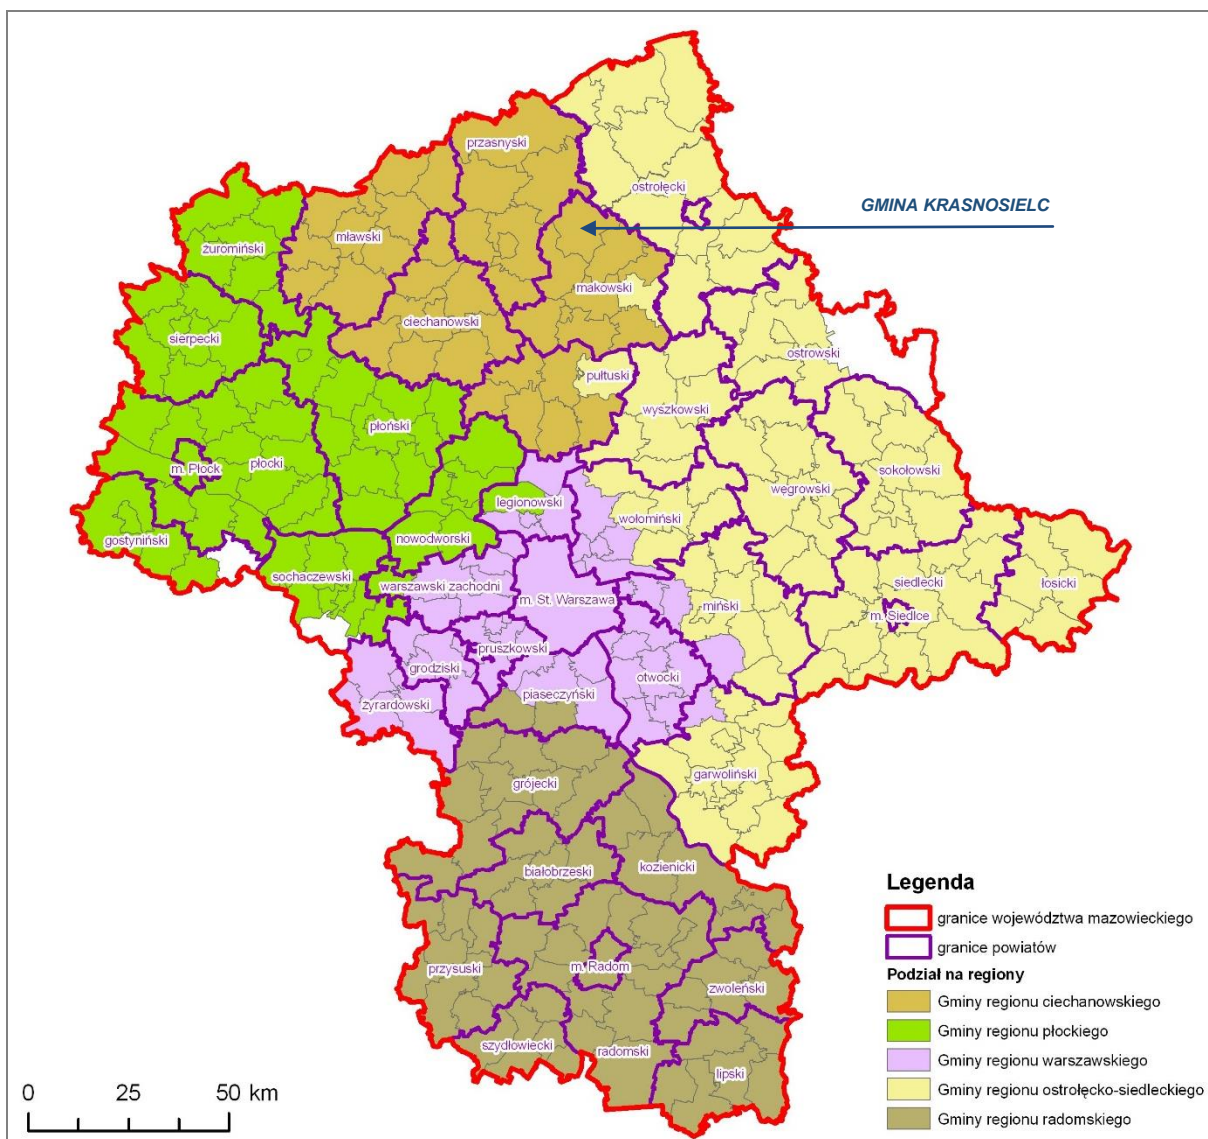 przasnyski
ostrołęcki
GMINA KRASNOSIELC
żuromiński
mławski
makowski
ciechanowski
sierpecki
ostrowski
pułtuski
wyszkowski
płoński
m. Płock
płocki
sokołowski
węgrowski
legionowski
wołomiński
gostyniński
nowodworski
sochaczewski
warszawski zachodni
siedlecki
łosicki
m. St. Warszawa
miński
m. Siedlce
pruszkowski
grodziski
otwocki
piaseczyński
żyrardowski
garwoliński
grójecki
białobrzeski
kozienicki
przysuski
m. Radom
zwoleński
szydłowiecki
radomski
lipski
Legenda
granice województwa mazowieckiego
granice powiatów
Podział na regiony
Gminy regionu ciechanowskiego
Gminy regionu płockiego
Gminy regionu warszawskiego
Gminy regionu ostrołęcko-siedleckiego
Gminy regionu radomskiego
0 25 50 km